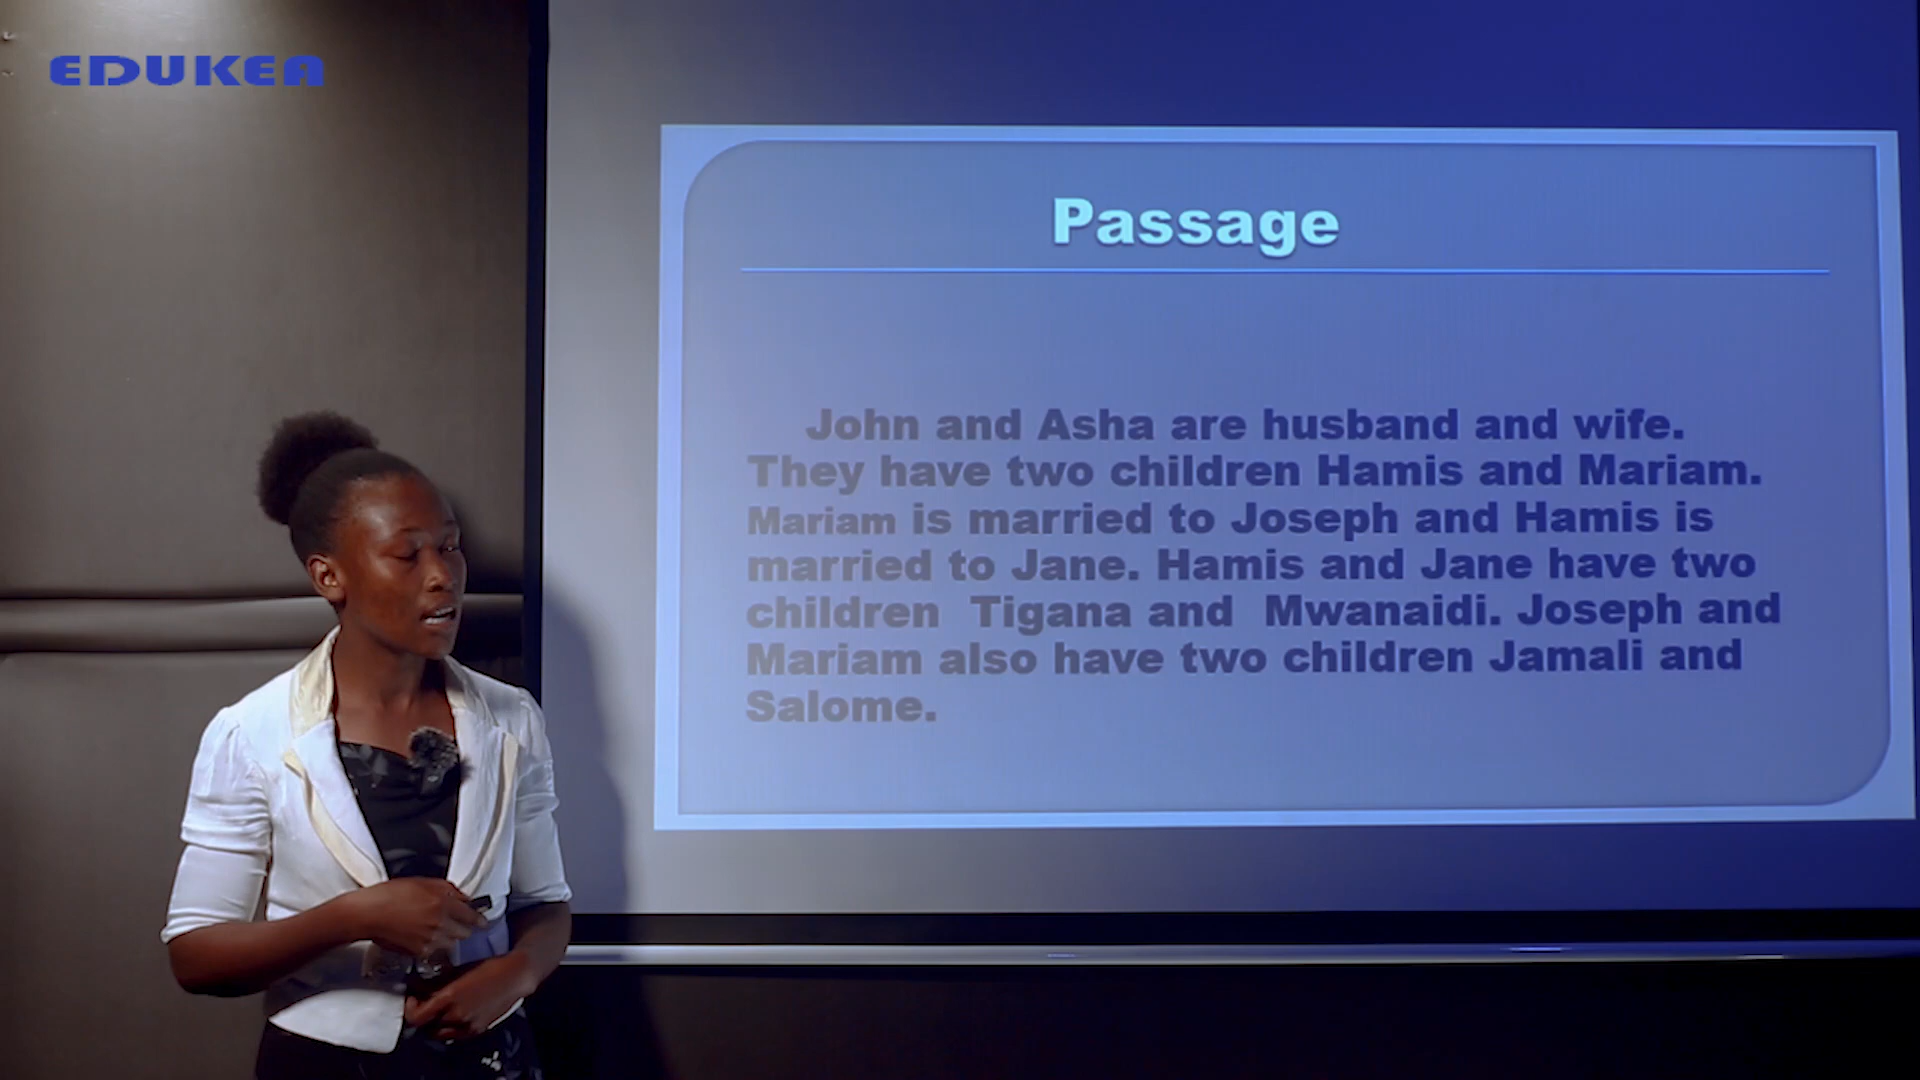 EDUKEA
Passage
John and Asha are husband and wife.
They have two children Hamis and Mariam.
Mariam is married to Joseph and Hamis is
married to Jane. Hamis and Jane have two
children Tigana and Mwanaidi. Joseph and
Mariam also have two children Jamali and
Salome.